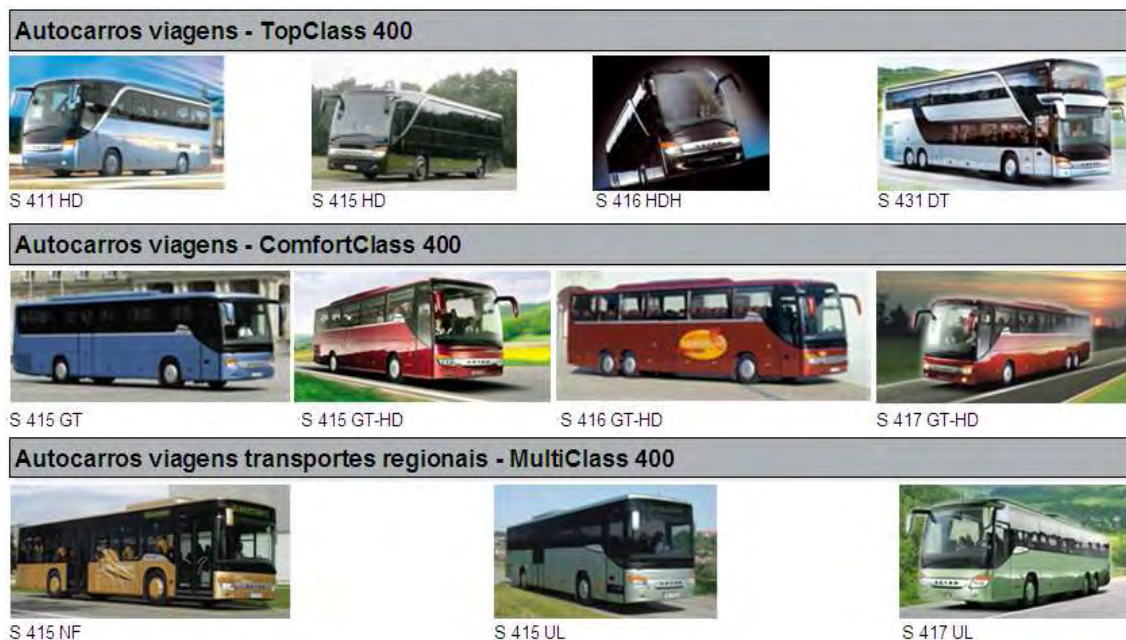 Autocarros viagens - TopClass 400
S 411 HD
S 415 HD
S 416 HDH
S 431 DT
Autocarros viagens - ComfortClass 400
S 415 GT
S 415 GT-HD
S 416 GT-HD
S 417 GT-HD
Autocarros viagens transportes regionais - MultiClass 400
S 415 NF
S 415 UL
S 417 UL